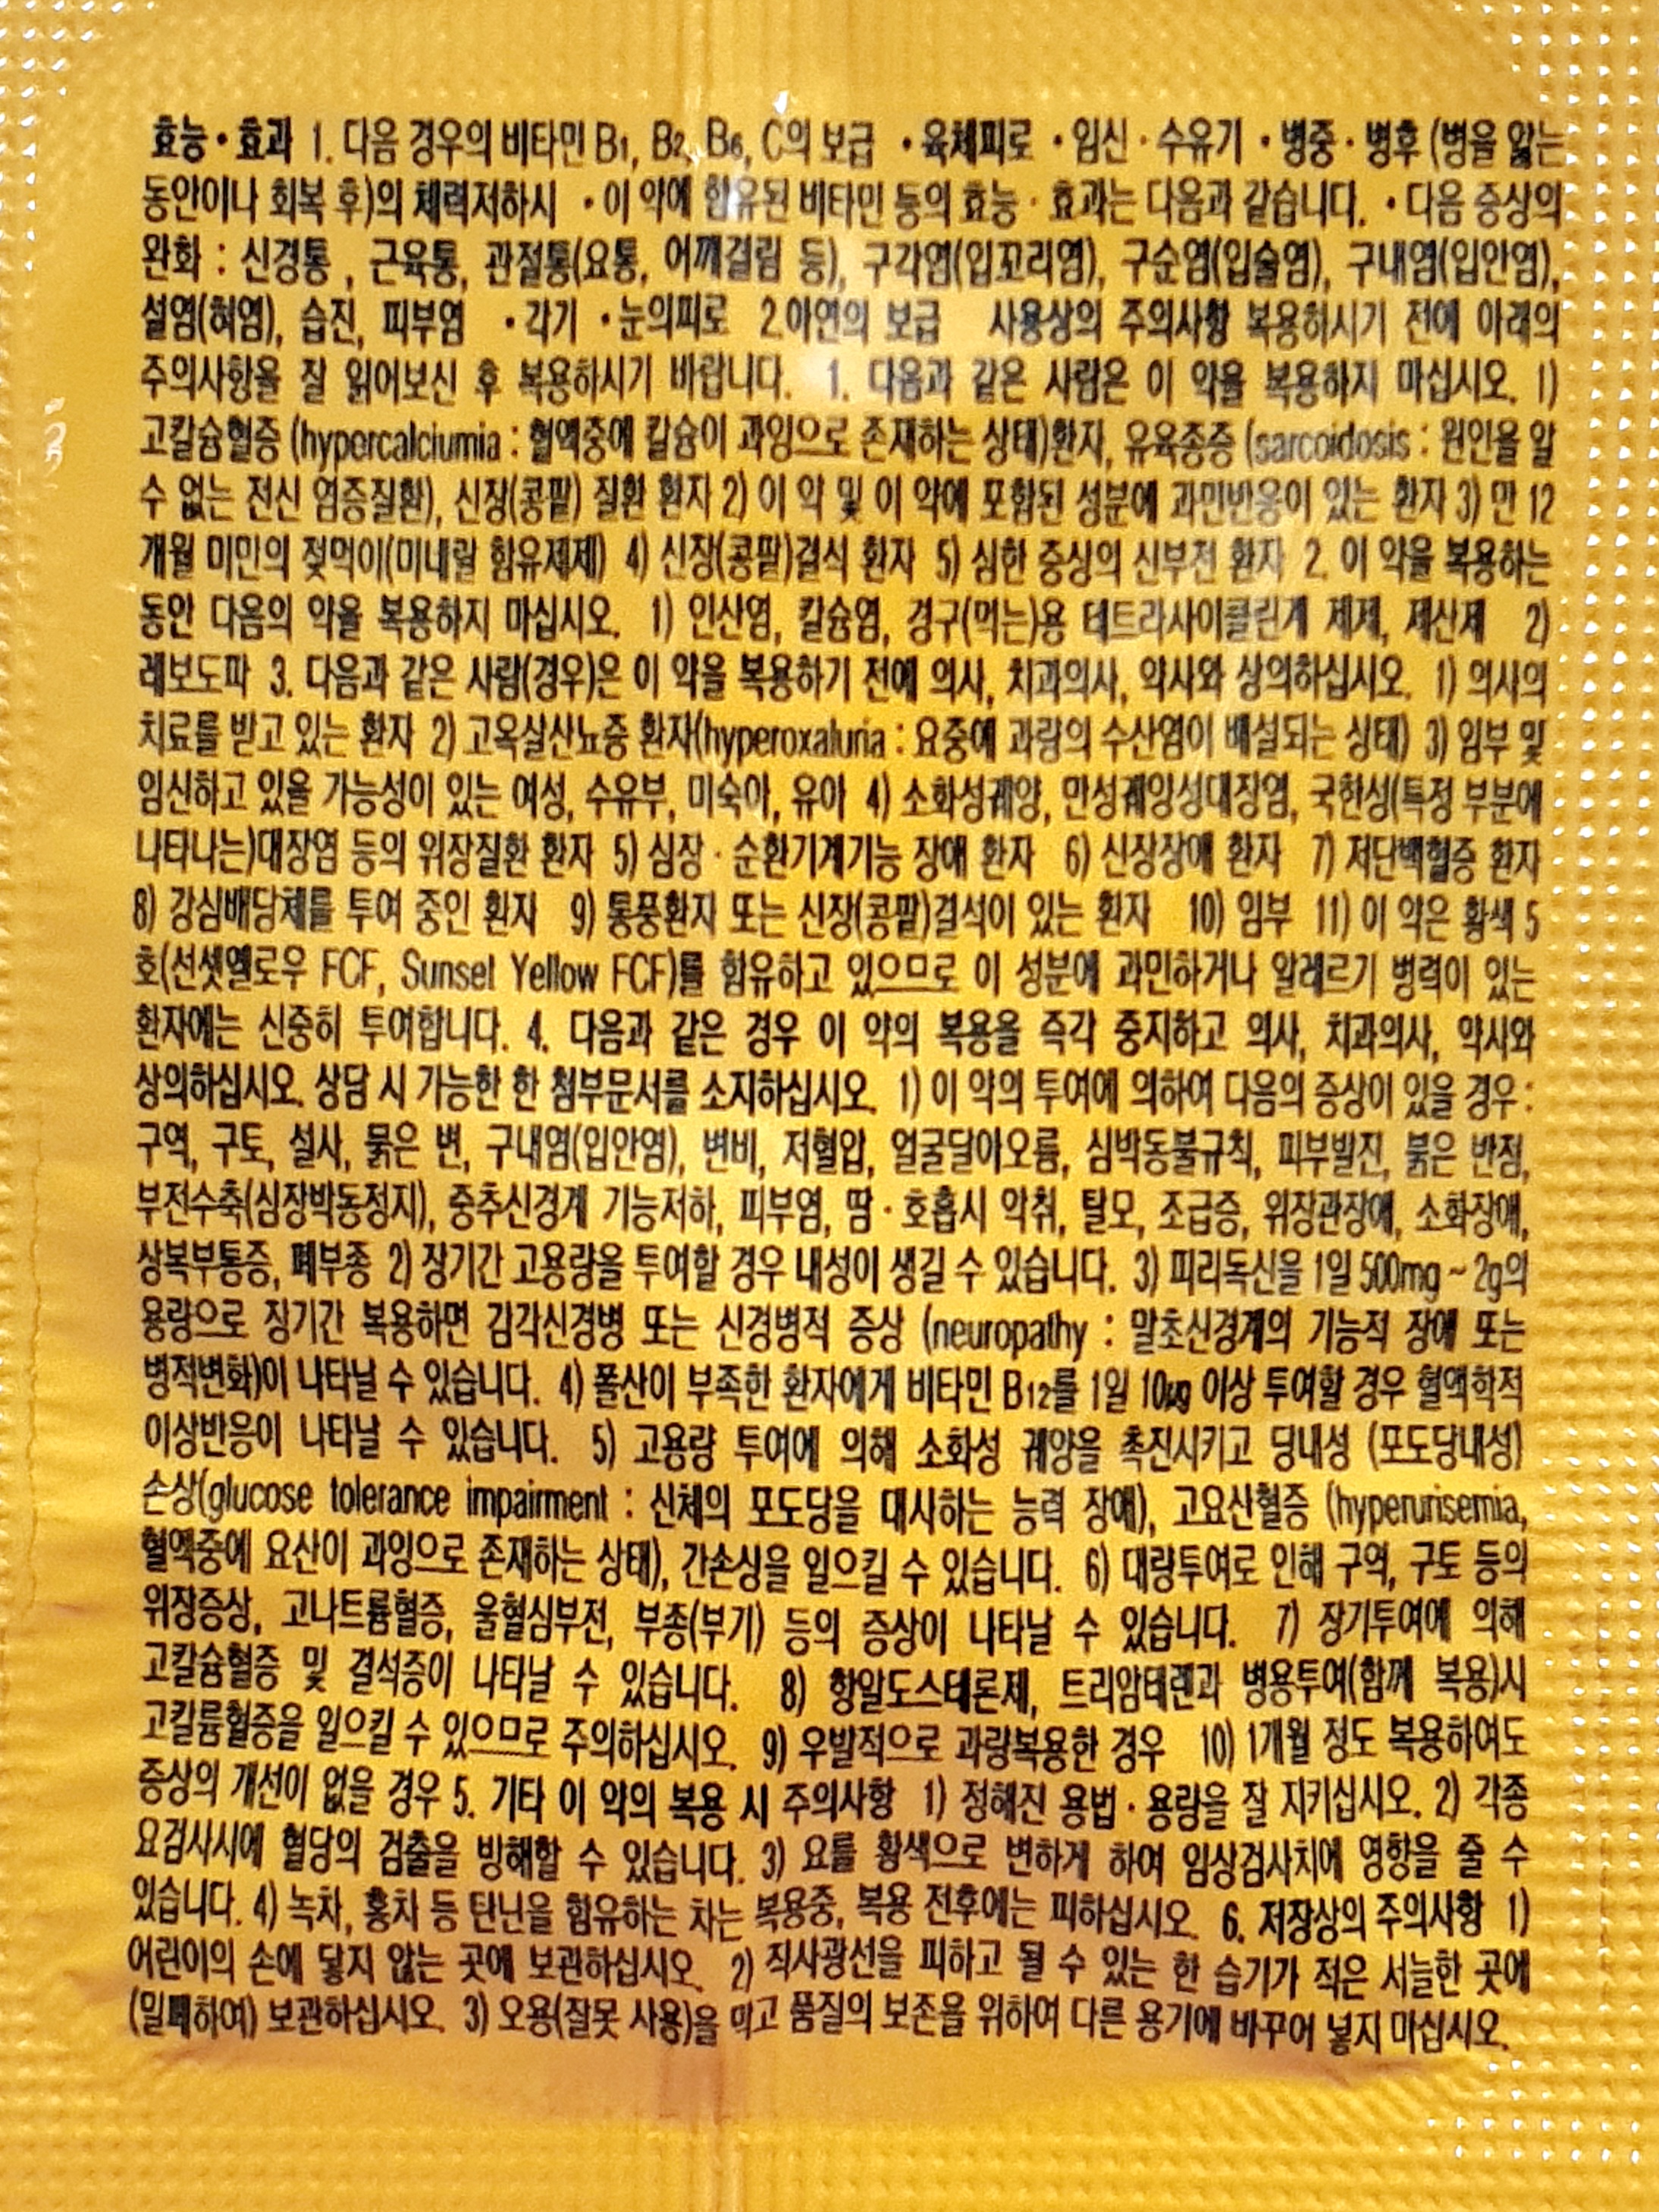 효능 • 효과 1. 다음 경우의 비타민 B1, B2, B6, C의 보급 • 육체피로 • 임신 · 수유기 • 병중 · 병후 (병을 앓는
동안이나 회복 후)의 체력저하시 • 이 약에 함유된 비타민 등의 효능 · 효과는 다음과 같습니다. • 다음 증상의
완화 : 신경통 , 근육통, 관절통(요통, 어깨결림 등), 구각염(입꼬리염), 구순염(입술염), 구내염(입안염),
설염(혀염), 습진, 피부염 • 각기 • 눈의피로 2.아연의 보급 사용상의 주의사항 복용하시기 전에 아래의
주의사항을 잘 읽어보신 후 복용하시기 바랍니다. 1. 다음과 같은 사람은 이 약을 복용하지 마십시오. 1)
고칼슘혈증 (hypercalciumia : 혈액중에 칼슘이 과잉으로 존재하는 상태)환자, 유육종증 (sarcoidosis : 원인을 알
수 없는 전신 염증질환), 신장(콩팥) 질환 환자 2) 이 약 및 이 약에 포함된 성분에 과민반응이 있는 환자 3) 만 12
개월 미만의 젖먹이(미네랄 함유제제) 4) 신장(콩팥)결석 환자 5) 심한 중상의 신부전 환자 2. 이 약을 복용하는
동안 다음의 약을 복용하지 마십시오. 1) 인산염, 칼슘염, 경구(먹는)용 테트라사이클린계 제제, 제산제 2)
레보도파 3. 다음과 같은 사람(경우)은 이 약을 복용하기 전에 의사, 치과의사, 약사와 상의하십시오. 1) 의사의
치료를 받고 있는 환자 2) 고옥살산뇨증 환자(hyperoxaluria : 요중에 과량의 수산염이 배설되는 상태) 3) 임부 및
임신하고 있을 가능성이 있는 여성, 수유부, 미숙아, 유아 4) 소화성궤양, 만성궤양성대장염, 국한성(특정 부분에
나타나는)대장염 등의 위장질환 환자 5) 심장 · 순환기계기능 장애 환자 6) 신장장애 환자 7) 저단백혈증 환자
8) 강심배당체를 투여 중인 환자 9) 통풍환자 또는 신장(콩팥)결석이 있는 환자 10) 임부 11) 이 약은 황색 5
호(선셋옐로우 FCF, Sunset Yellow FCF)를 함유하고 있으므로 이 성분에 과민하거나 알레르기 병력이 있는
환자에는 신중히 투여합니다. 4. 다음과 같은 경우 이 약의 복용을 즉각 중지하고 의사, 치과의사, 약사와
상의하십시오. 상담 시 가능한 한 첨부문서를 소지하십시오. 1) 이 약의 투여에 의하여 다음의 증상이 있을 경우 :
구역, 구토, 설사, 묽은 변, 구내염(입안염), 변비, 저혈압, 얼굴달아오름, 심박동불규칙, 피부발진, 붉은 반점,
부전수축(심장박동정지), 중추신경계 기능저하, 피부염, 땀 · 호흡시 악취, 탈모, 조급증, 위장관장애, 소화장애,
상복부통증, 폐부종 2) 장기간 고용량을 투여할 경우 내성이 생길 수 있습니다. 3) 피리독신을 1일 500mg ~ 2g의
용량으로 장기간 복용하면 감각신경병 또는 신경병적 증상 (neuropathy : 말초신경계의 기능적 장애 또는
병적변화)이 나타날 수 있습니다. 4) 폴산이 부족한 환자에게 비타민 B12를 1일 10㎍ 이상 투여할 경우 혈액학적
이상반응이 나타날 수 있습니다. 5) 고용량 투여에 의해 소화성 궤양을 촉진시키고 당내성 (포도당내성)
손상(glucose tolerance impairment : 신체의 포도당을 대사하는 능력 장애), 고요산혈증 (hyperurisemia,
혈액중에 요산이 과잉으로 존재하는 상태), 간손상을 일으킬 수 있습니다. 6) 대량투여로 인해 구역, 구토 등의
위장증상, 고나트륨혈증, 울혈심부전, 부종(부기) 등의 증상이 나타날 수 있습니다. 7) 장기투여에 의해
고칼슘혈증 및 결석증이 나타날 수 있습니다. 8) 항알도스테론제, 트리암테렌과 병용투여(함께 복용)시
고칼륨혈증을 일으킬 수 있으므로 주의하십시오. 9) 우발적으로 과량복용한 경우 10) 1개월 정도 복용하여도
증상의 개선이 없을 경우 5. 기타 이 약의 복용 시 주의사항 1) 정해진 용법 · 용량을 잘 지키십시오. 2) 각종
요검사시에 혈당의 검출을 방해할 수 있습니다. 3) 요를 황색으로 변하게 하여 임상검사치에 영향을 줄 수
있습니다. 4) 녹차, 홍차 등 탄닌을 함유하는 차는 복용중, 복용 전후에는 피하십시오. 6. 저장상의 주의사항 1)
어린이의 손에 닿지 않는 곳에 보관하십시오. 2) 직사광선을 피하고 될 수 있는 한 습기가 적은 서늘한 곳에
(밀폐하여) 보관하십시오. 3) 오용(잘못 사용)을 막고 품질의 보존을 위하여 다른 용기에 바꾸어 넣지 마십시오.